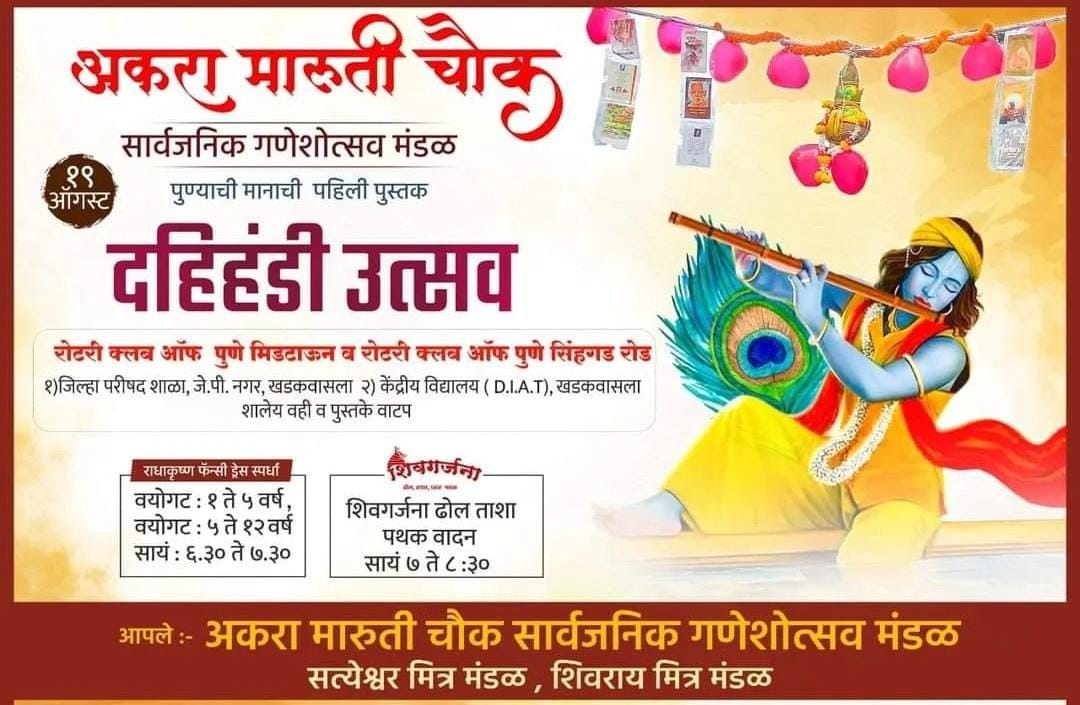 अकरा मारुती चौक
सार्वजनिक गणेशोत्सव मंडळ
१९
ऑगस्ट
पुण्याची मानाची पहिली पुस्तक
दहिहंडी उत्सव
रोटरी क्लब ऑफ पुणे मिडटाऊन व रोटरी क्लब ऑफ पुणे सिंहगड रोड
१)जिल्हा परीषद शाळा, जे.पी. नगर, खडकवासला २) केंद्रीय विद्यालय ( D.I.A.T), खडकवासला
शालेय वही व पुस्तके वाटप
राधाकृष्ण फॅन्सी ड्रेस स्पर्धा
वयोगट : १ ते ५ वर्ष,
वयोगट : ५ ते १२ वर्ष
सायं : ६.३० ते ७.३०
शिवगर्जना
शिवगर्जना ढोल ताशा
पथक वादन
सायं ७ ते ८ :३०
आपले :- अकरा मारुती चौक सार्वजनिक गणेशोत्सव मंडळ
सत्येश्वर मित्र मंडळ , शिवराय मित्र मंडळ